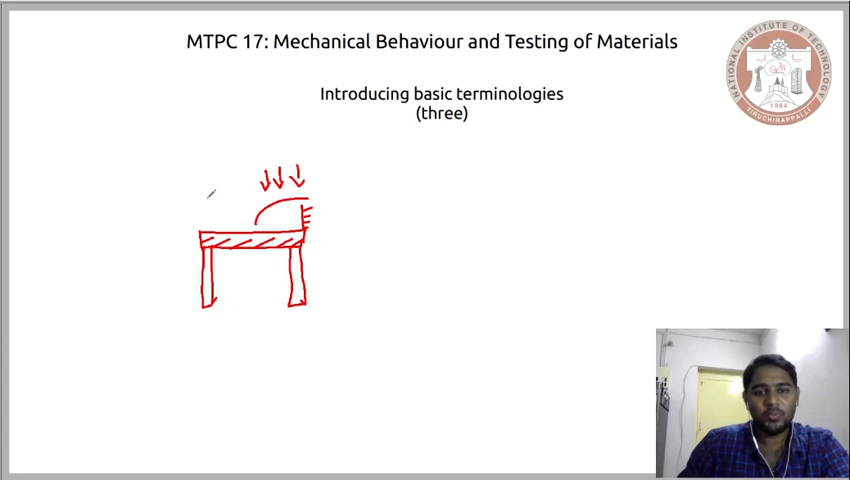 MTPC 17: Mechanical Behaviour and Testing of Materials
Introducing basic terminologies
(three)
NATIONAL INSTITUTE OF TECHNOLOGY
1964
TIRUCHIRAPPALLI